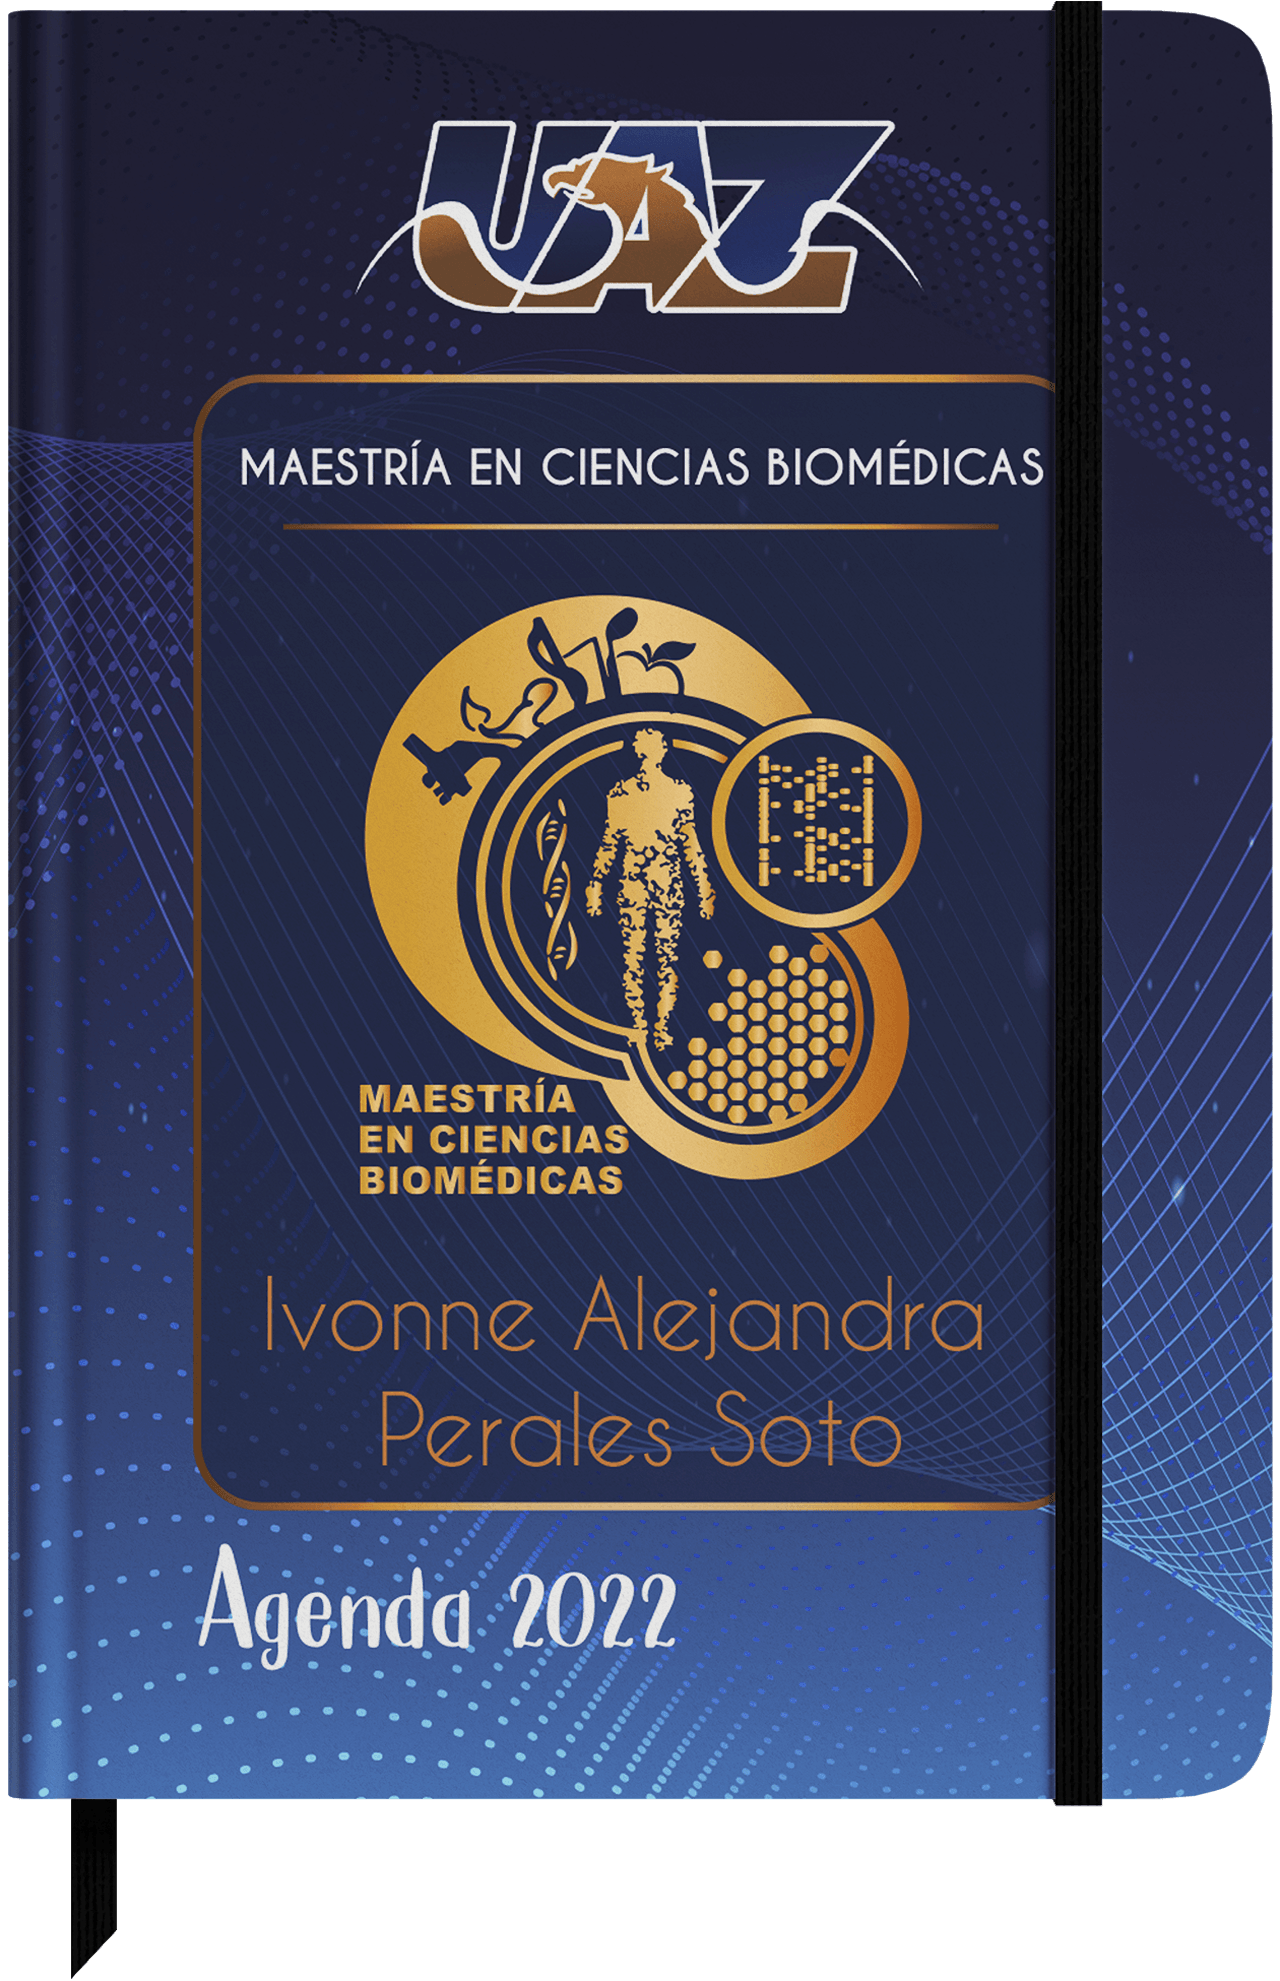 UAZ
MAESTRÍA EN CIENCIAS BIOMÉDICAS
MAESTRÍA
EN CIENCIAS
BIOMÉDICAS
Ivonne Alejandra
Perales Soto
Agenda 2022